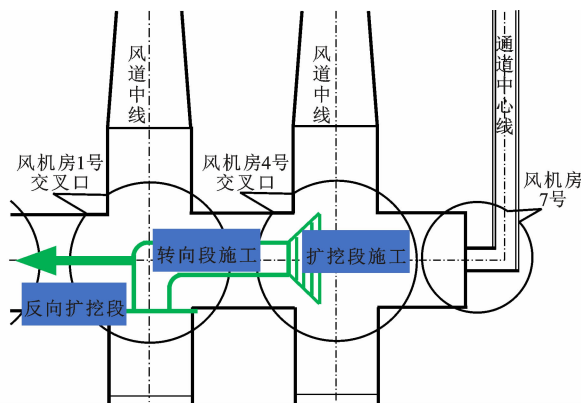 风道中线
风道中线
通道中心线
风机房1号
交叉口
风机房4号
交叉口
风机房
7号
转向段施工
扩挖段施工
反向扩挖段